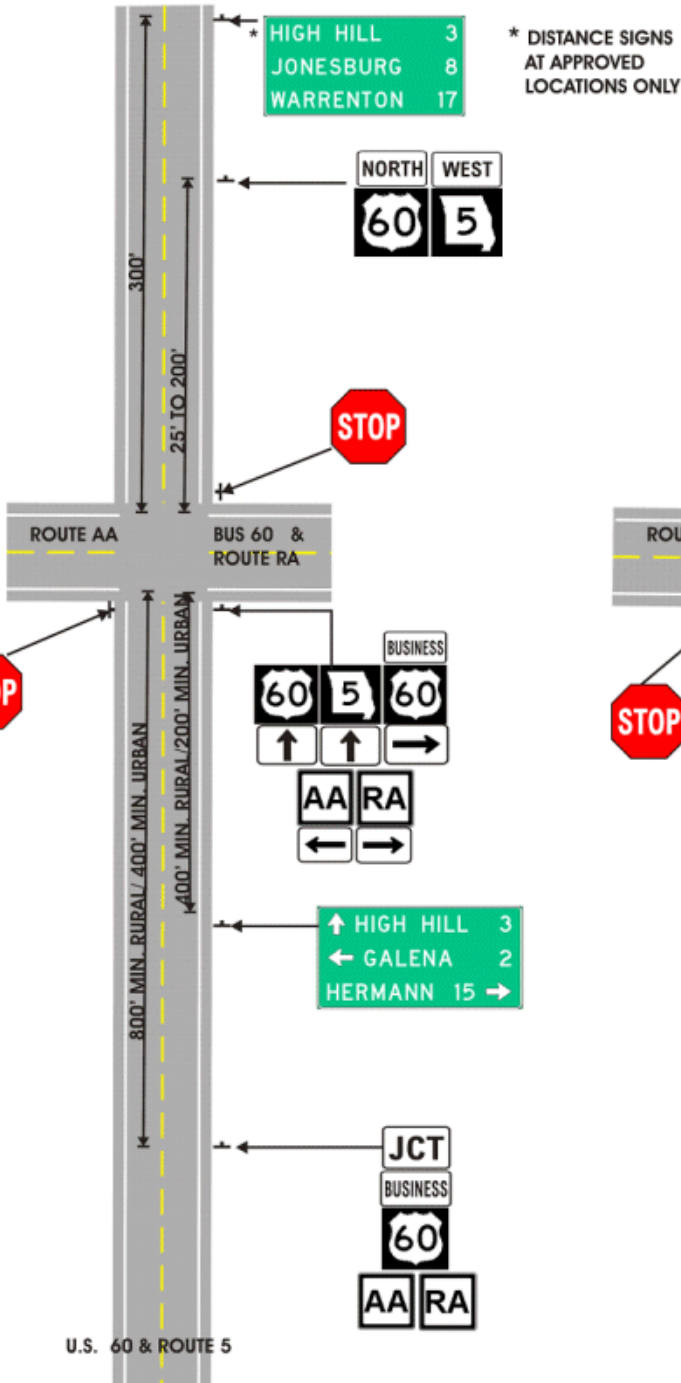 * HIGH HILL 3
JONESBURG 8
WARRENTON 17
* DISTANCE SIGNS
AT APPROVED
LOCATIONS ONLY
NORTH WEST
60 5
300'
25' TO 200'
STOP
ROUTE AA
BUS 60 &
ROUTE RA
ROU
OP
BUSINESS
60 5 60
AA RA
STOP
800' MIN. RURAL/ 400' MIN. URBAN
400' MIN. RURAL/200' MIN. URBAN
↑ HIGH HILL 3
← GALENA 2
HERMANN 15 →
JCT
BUSINESS
60
AA RA
U.S. 60 & ROUTE 5